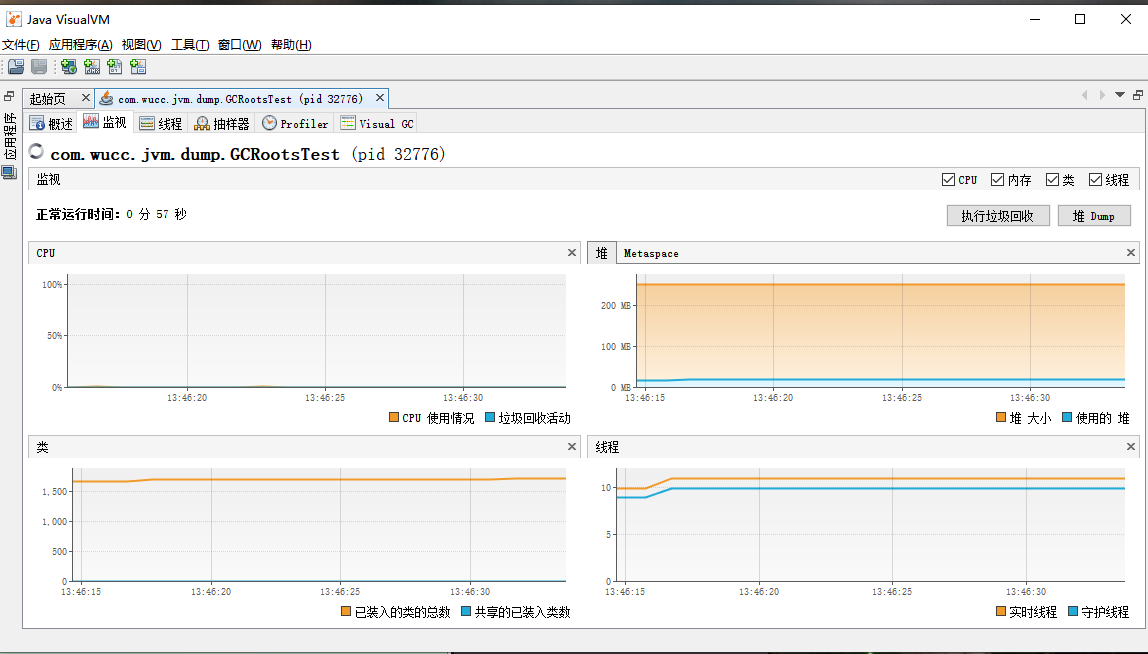 Java VisualVM
文件(F) 应用程序(A) 视图(V) 工具(T) 窗口(W) 帮助(H)
起始页 com.wucc.jvm.dump.GCRootsTest (pid 32776)
应用程序
概述 监视 线程 抽样器 Profiler Visual GC
com.wucc.jvm.dump.GCRootsTest (pid 32776)
监视 CPU 内存 类 线程
正常运行时间: 0 分 57 秒 执行垃圾回收 堆 Dump
CPU
100%
50%
0%
13:46:20 13:46:25 13:46:30
CPU 使用情况 垃圾回收活动
堆 Metaspace
200 MB
100 MB
0 MB
13:46:15 13:46:20 13:46:25 13:46:30
堆 大小 使用的 堆
类
1,500
1,000
500
0
13:46:15 13:46:20 13:46:25 13:46:30
已装入的类的总数 共享的已装入类数
线程
10
5
0
13:46:15 13:46:20 13:46:25 13:46:30
实时线程 守护线程